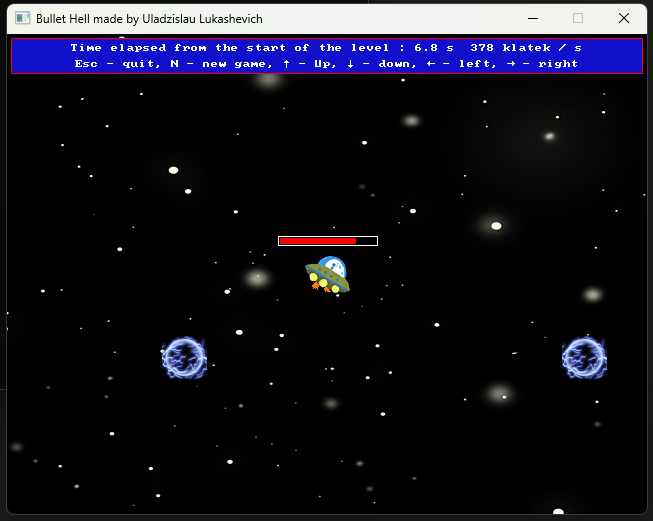 Bullet Hell made by Uladzislau Lukashevich
Time elapsed from the start of the level : 6.8 s  378 klatek / s
Esc - quit, N - new game, ↑ - Up, ↓ - down, ← - left, → - right